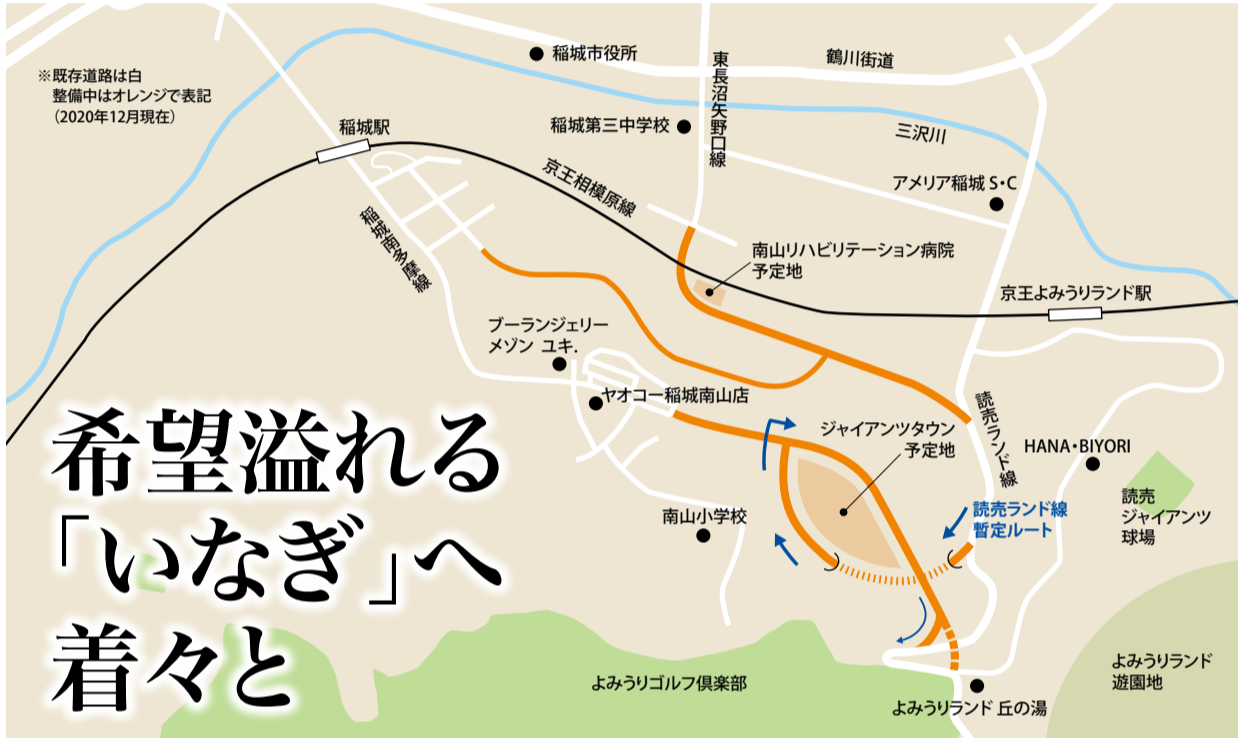 ※既存道路は白
整備中はオレンジで表記
（2020年12月現在）
稲城市役所
鶴川街道
東長沼矢野口線
稲城駅
稲城第三中学校
三沢川
京王相模原線
アメリア稲城 S・C
稲城南多摩線
南山リハビリテーション病院
予定地
京王よみうりランド駅
ブーランジェリー
メゾン ユキ.
ヤオコー稲城南山店
読売ランド線
ジャイアンツタウン
予定地
HANA・BIYORI
読売
ジャイアンツ
球場
南山小学校
読売ランド線
暫定ルート
希望溢れる
「いなぎ」へ
着々と
よみうりゴルフ倶楽部
よみうりランド 丘の湯
よみうりランド
遊園地